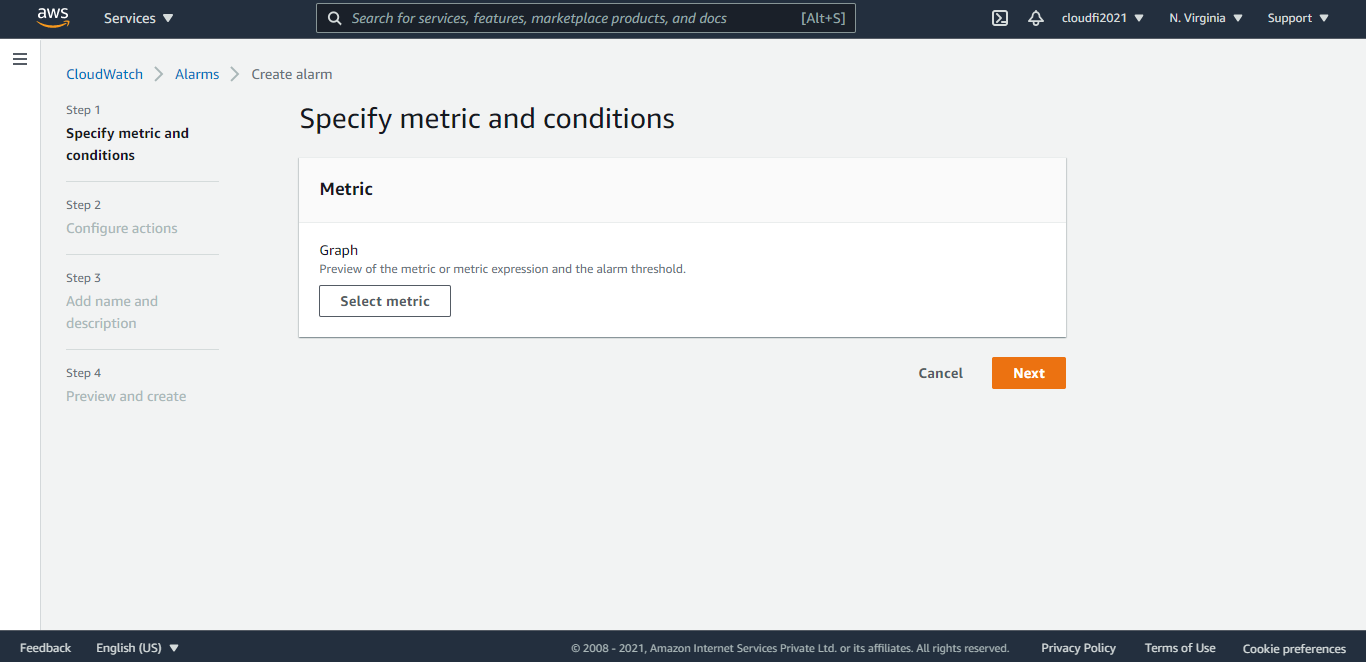 aws
Services
Search for services, features, marketplace products, and docs [Alt+S]
cloudfi2021
N. Virginia
Support
CloudWatch
Alarms
Create alarm
Step 1
Specify metric and
conditions
Step 2
Configure actions
Step 3
Add name and
description
Step 4
Preview and create
Specify metric and conditions
Metric
Graph
Preview of the metric or metric expression and the alarm threshold.
Select metric
Cancel
Next
Feedback
English (US)
© 2008 - 2021, Amazon Internet Services Private Ltd. or its affiliates. All rights reserved.
Privacy Policy
Terms of Use
Cookie preferences